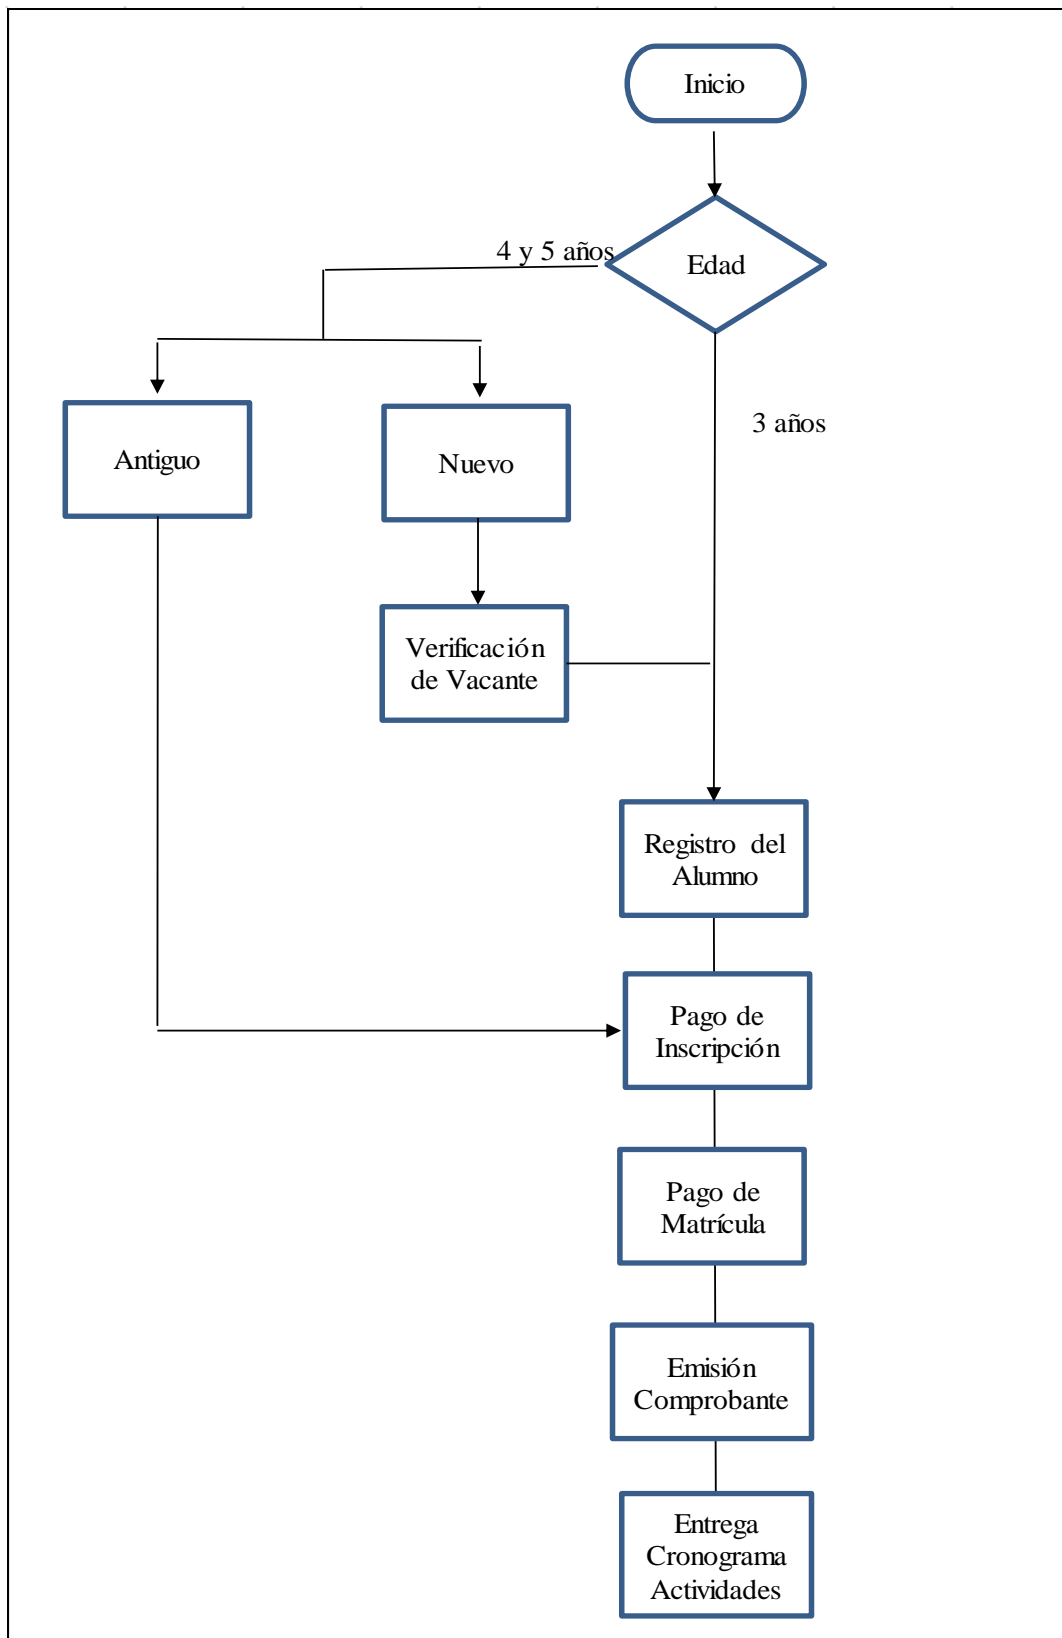 Inicio
4 y 5 años
Edad
3 años
Antiguo
Nuevo
Verificación
de Vacante
Registro del
Alumno
Pago de
Inscripción
Pago de
Matrícula
Emisión
Comprobante
Entrega
Cronograma
Actividades